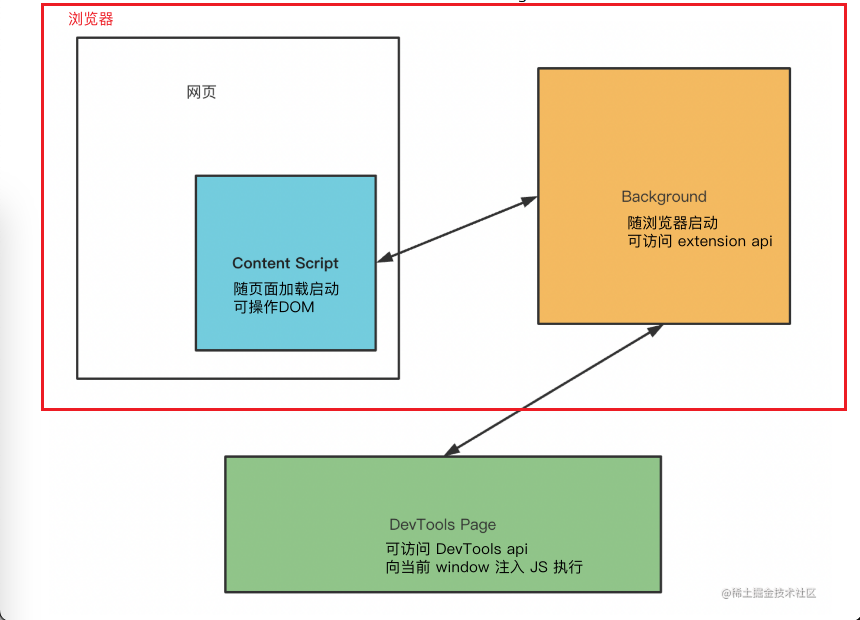 浏览器
网页
Background
随浏览器启动
可访问 extension api
Content Script
随页面加载启动
可操作DOM
DevTools Page
可访问 DevTools api
向当前 window 注入 JS 执行
@稀土掘金技术社区